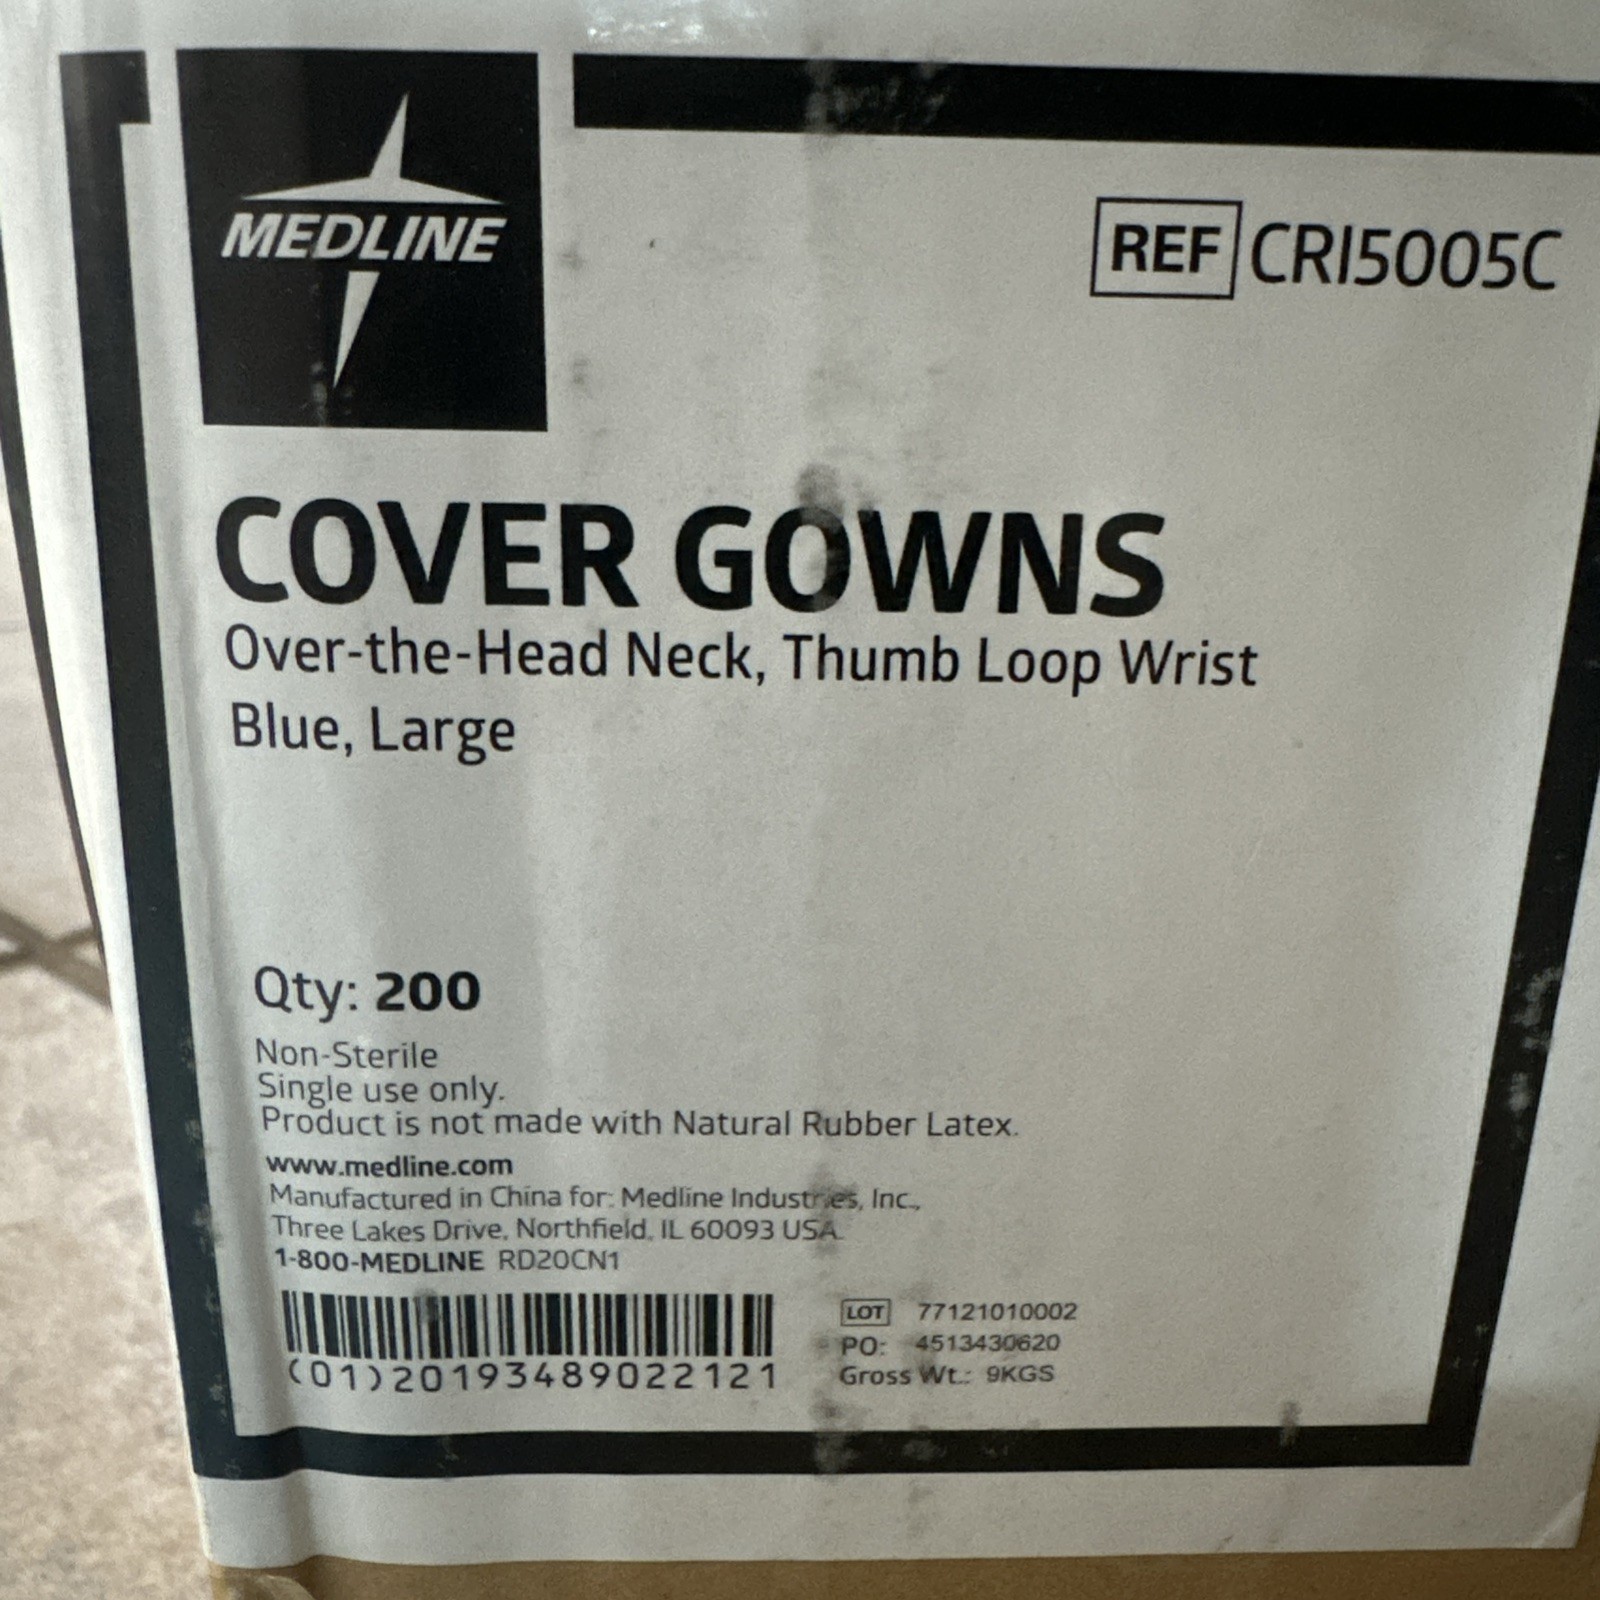 MEDLINE
REF CRI5005C
COVER GOWNS
Over-the-Head Neck, Thumb Loop Wrist
Blue, Large
Qty: 200
Non-Sterile
Single use only.
Product is not made with Natural Rubber Latex.
www.medline.com
Manufactured in China for: Medline Industries, Inc.,
Three Lakes Drive, Northfield, IL 60093 USA
1-800-MEDLINE RD20CN1
(01)20193489022121
LOT 77121010002
PO: 4513430620
Gross Wt.: 9KGS